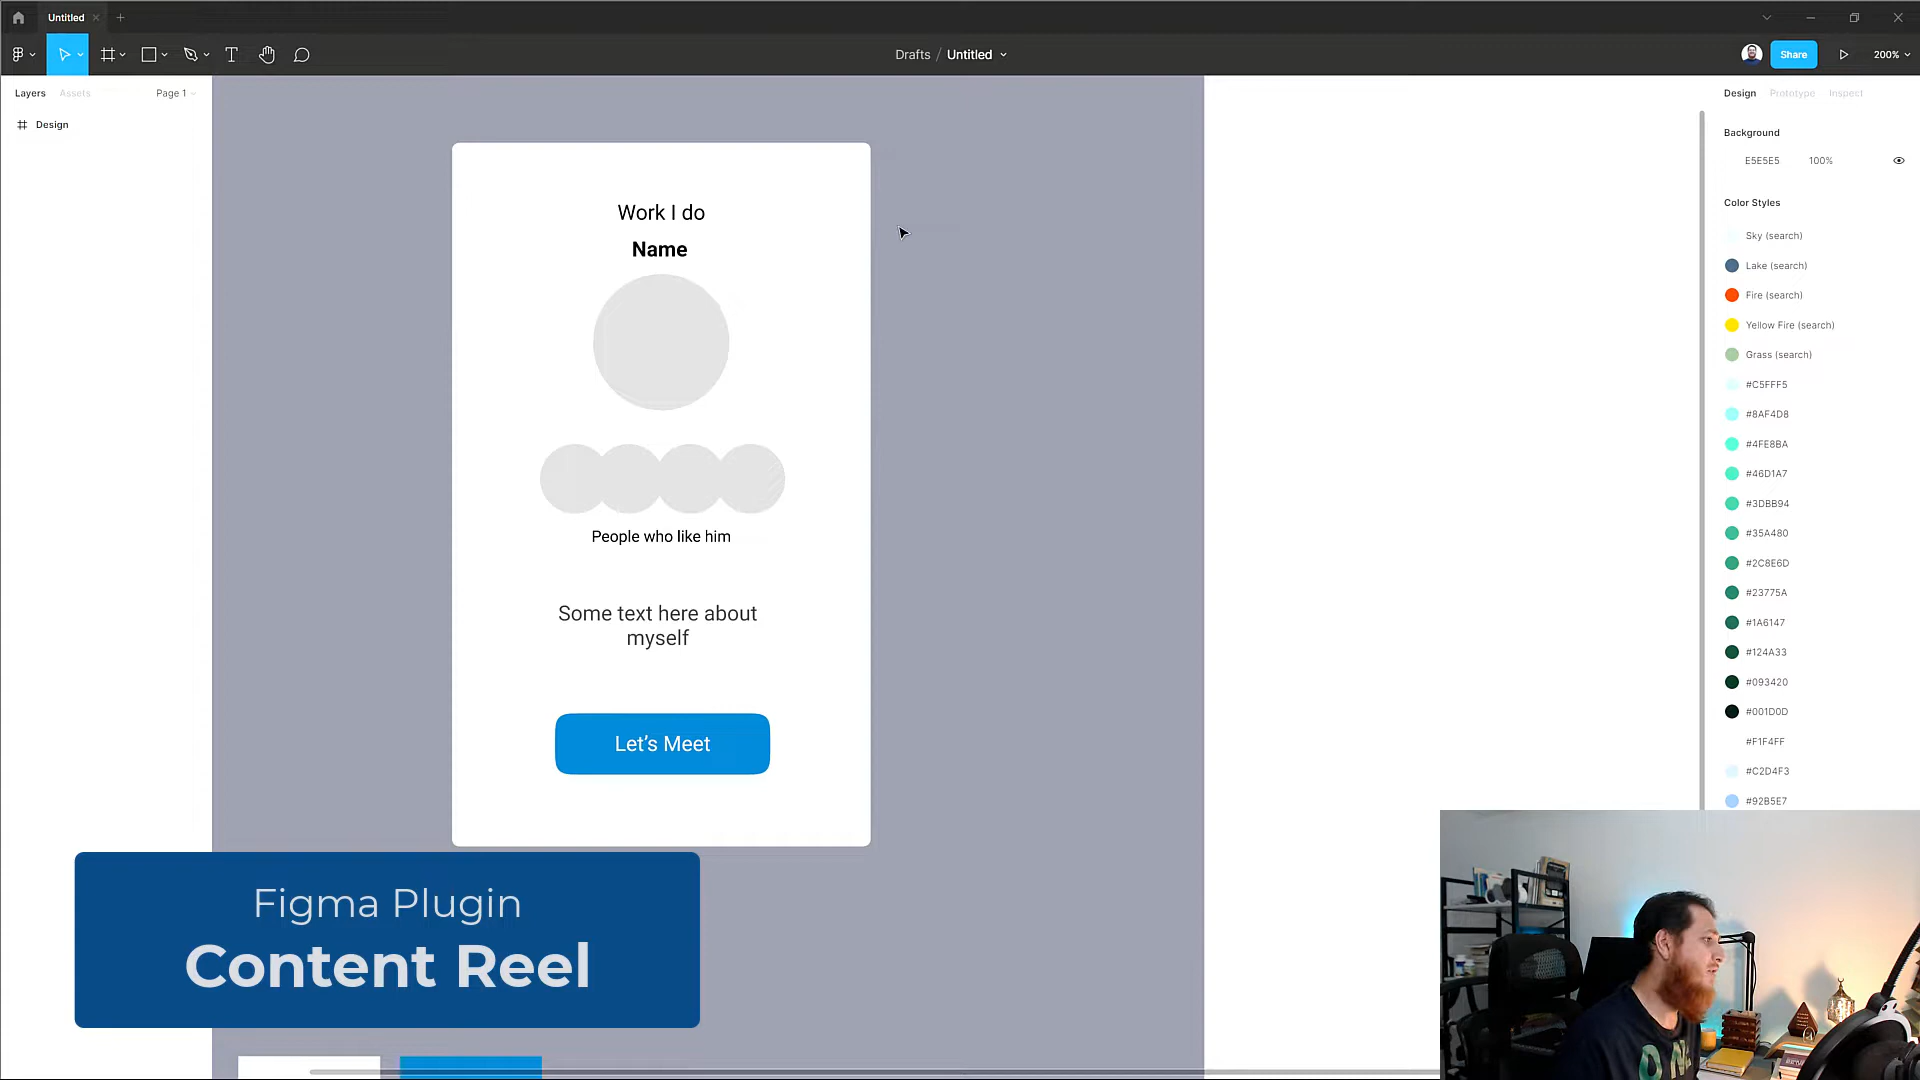 Untitled
Drafts / Untitled
Share
200%
Layers
Assets
Page 1
Design
Design
Prototype
Inspect
Background
E5E5E5
100%
Color Styles
Sky (search)
Lake (search)
Fire (search)
Yellow Fire (search)
Grass (search)
#C5FFF5
#8AF4D8
#4FE8BA
#46D1A7
#3DBB94
#35A480
#2C8E6D
#23775A
#1A6147
#124A33
#093420
#001D0D
#F1F4FF
#C2D4F3
#92B5E7
Work I do
Name
People who like him
Some text here about
myself
Let's Meet
Figma Plugin
Content Reel